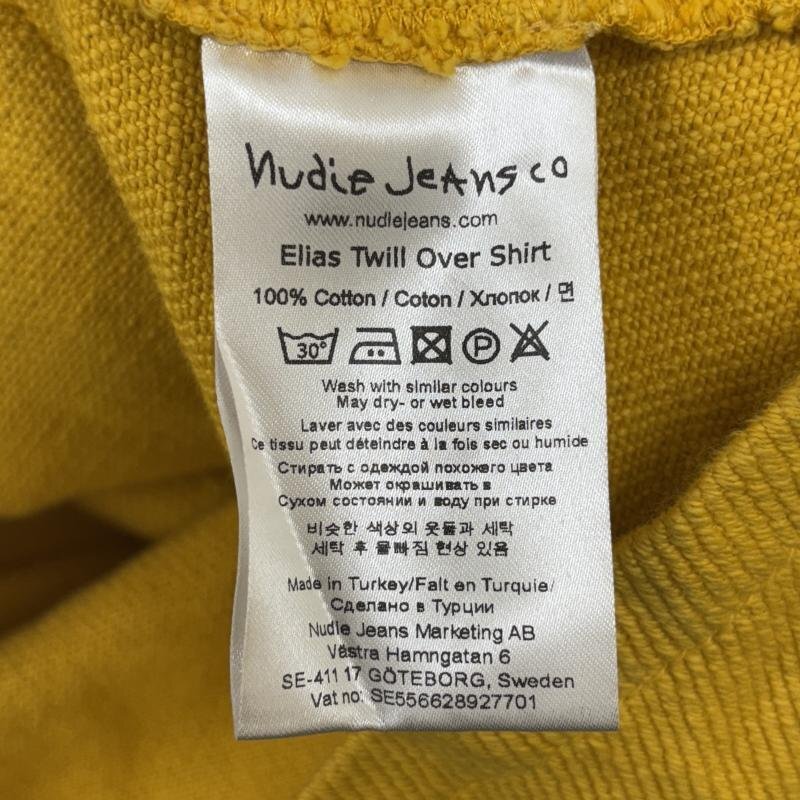 nudie Jeans co
www.nudiejeans.com
Elias Twill Over Shirt
100% Cotton / Coton / Хлопок / 면
30°
P
Wash with similar colours
May dry- or wet bleed
Laver avec des couleurs similaires
Ce tissu peut déteindre à la fois sec ou humide
Стирать с одеждой похожего цвета
Может окрашивать в
Сухом состоянии и воду при стирке
비슷한 색상의 옷들과 세탁
세탁 후 물빠짐 현상 있음
Made in Turkey/Fait en Turquie/
Сделано в Турции
Nudie Jeans Marketing AB
Västra Hamngatan 6
SE-411 17 GÖTEBORG, Sweden
Vat no: SE556628927701